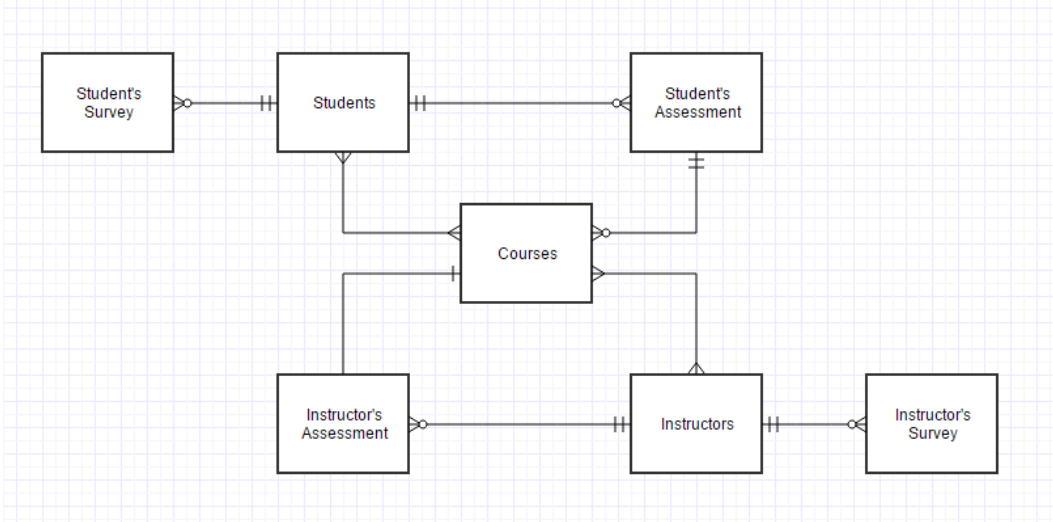 Student's
Survey
Students
Student's
Assessment
Courses
Instructor's
Assessment
Instructors
Instructor's
Survey